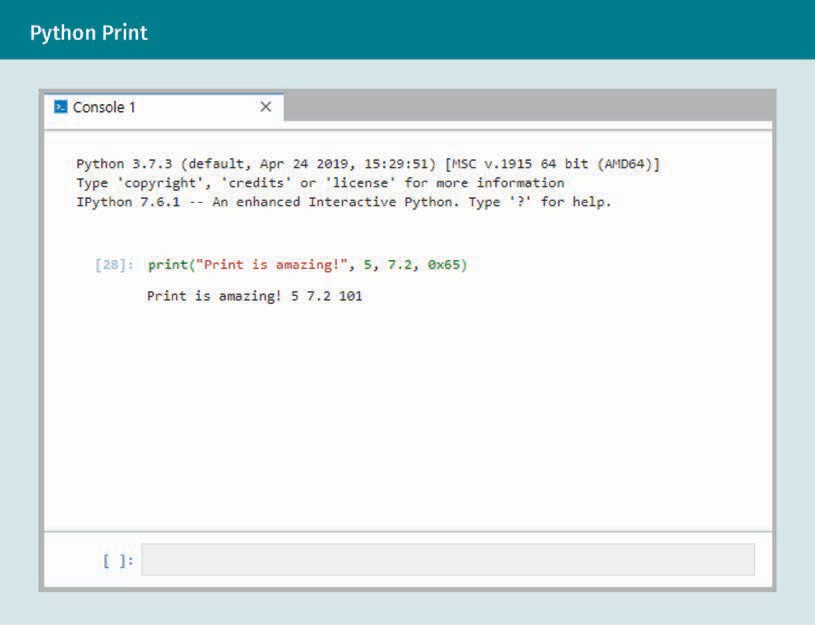 Python Print
Console 1
Python 3.7.3 (default, Apr 24 2019, 15:29:51) [MSC v.1915 64 bit (AMD64)]
Type 'copyright', 'credits' or 'license' for more information
IPython 7.6.1 -- An enhanced Interactive Python. Type '?' for help.
[28]: print("Print is amazing!", 5, 7.2, 0x65)
Print is amazing! 5 7.2 101
[ ]: